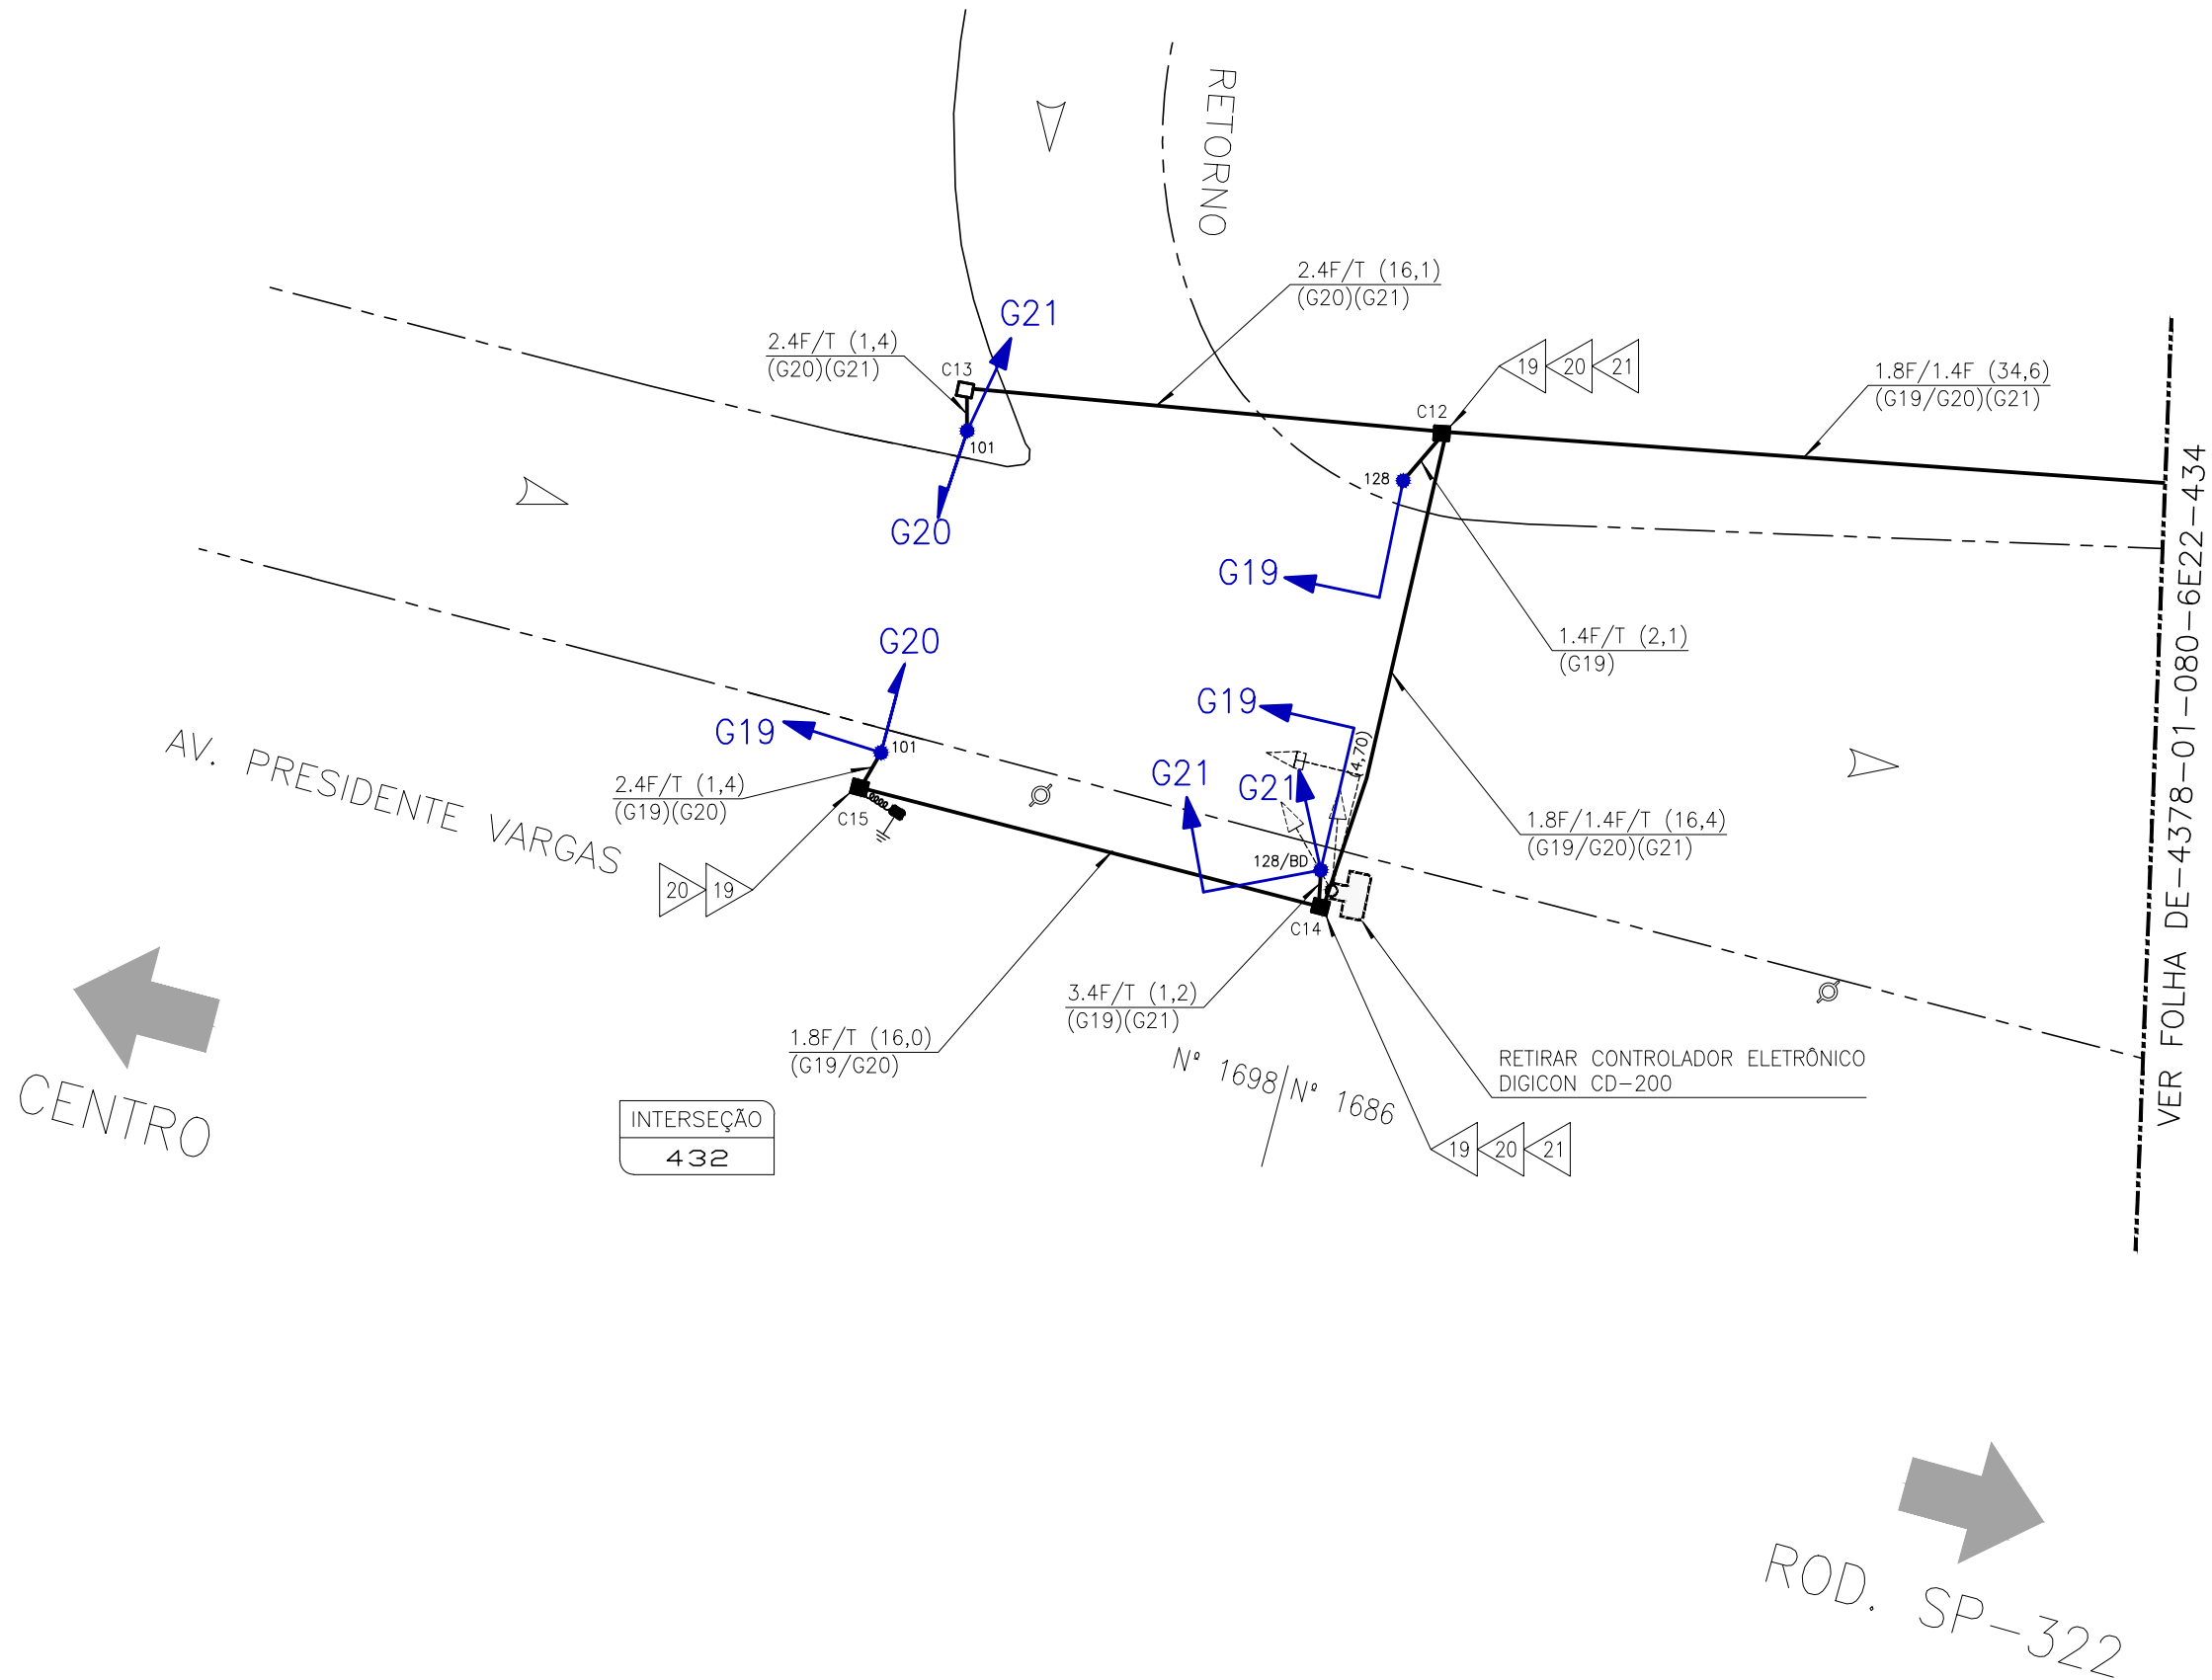 RETORNO
2.4F/T (16,1)
(G20)(G21)
G21
2.4F/T (1,4)
(G20)(G21)
C13
101
G20
19 20 21
C12
1.8F/1.4F (34,6)
(G19/G20)(G21)
128
G19
1.4F/T (2,1)
(G19)
VER FOLHA DE-4378-01-080-6E22-434
G20
G19
101
2.4F/T (1,4)
(G19)(G20)
C15
20 19
AV. PRESIDENTE VARGAS
G19
(4,70)
G21
G21
128/BD
C14
1.8F/1.4F/T (16,4)
(G19/G20)(G21)
3.4F/T (1,2)
(G19)(G21)
1.8F/T (16,0)
(G19/G20)
Nº 1698
Nº 1686
RETIRAR CONTROLADOR ELETRÔNICO
DIGICON CD-200
19 20 21
CENTRO
INTERSEÇÃO
432
ROD. SP-322